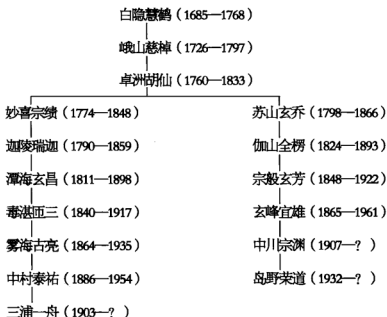 白隐慧鹤（1685—1768）
峨山慈棹（1726—1797）
卓洲胡仙（1760—1833）
妙喜宗绩（1774—1848）
苏山玄乔（1798—1866）
迦陵瑞迦（1790—1859）
伽山全楞（1824—1893）
潭海玄昌（1811—1898）
宗般玄芳（1848—1922）
毒湛匝三（1840—1917）
玄峰宜雄（1865—1961）
雾海古亮（1864—1935）
中川宗渊（1907—？）
中村泰祐（1886—1954）
岛野荣道（1932—？）
三浦一舟（1903—？）